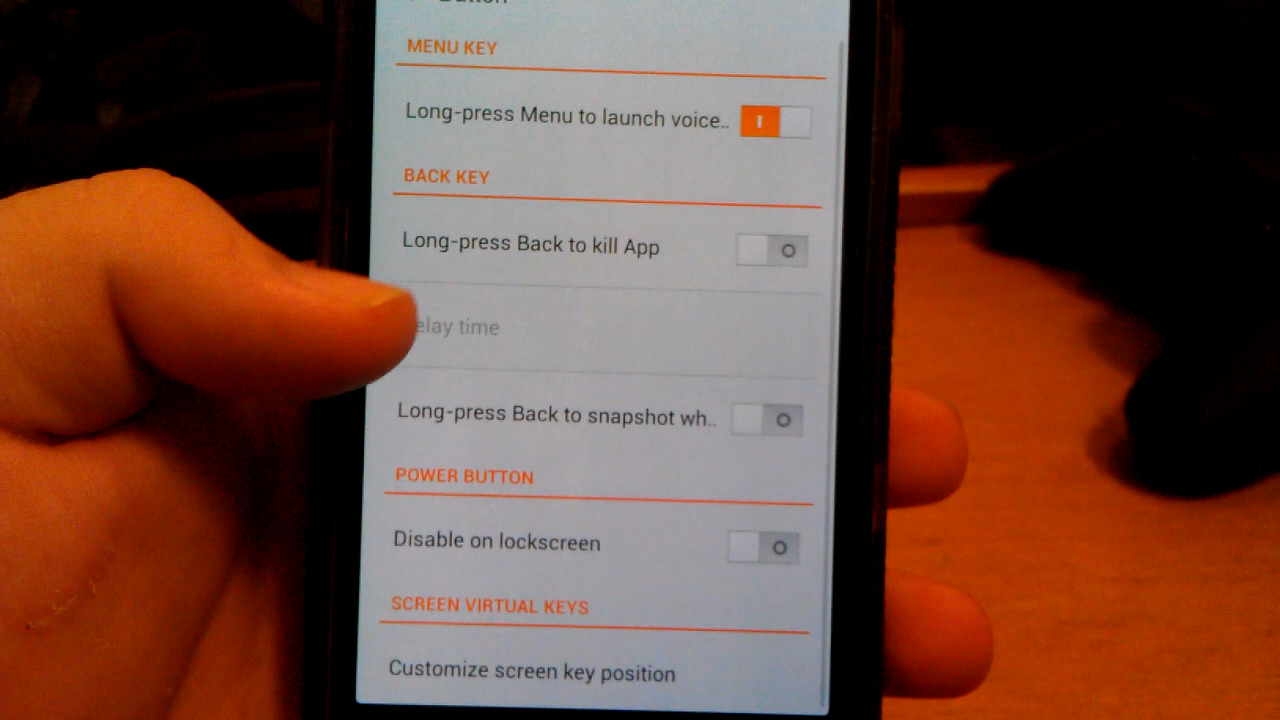 Button
MENU KEY
Long-press Menu to launch voice..
BACK KEY
Long-press Back to kill App
elay time
Long-press Back to snapshot wh..
POWER BUTTON
Disable on lockscreen
SCREEN VIRTUAL KEYS
Customize screen key position